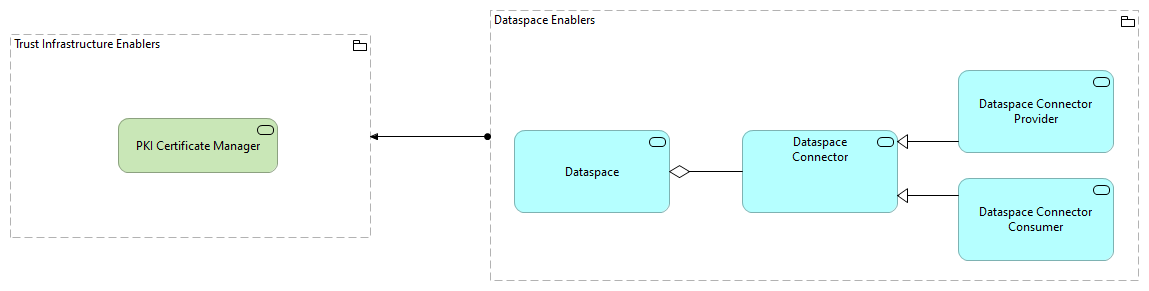 Trust Infrastructure Enablers
PKI Certificate Manager
Dataspace Enablers
Dataspace
Dataspace
Connector
Dataspace Connector
Provider
Dataspace Connector
Consumer